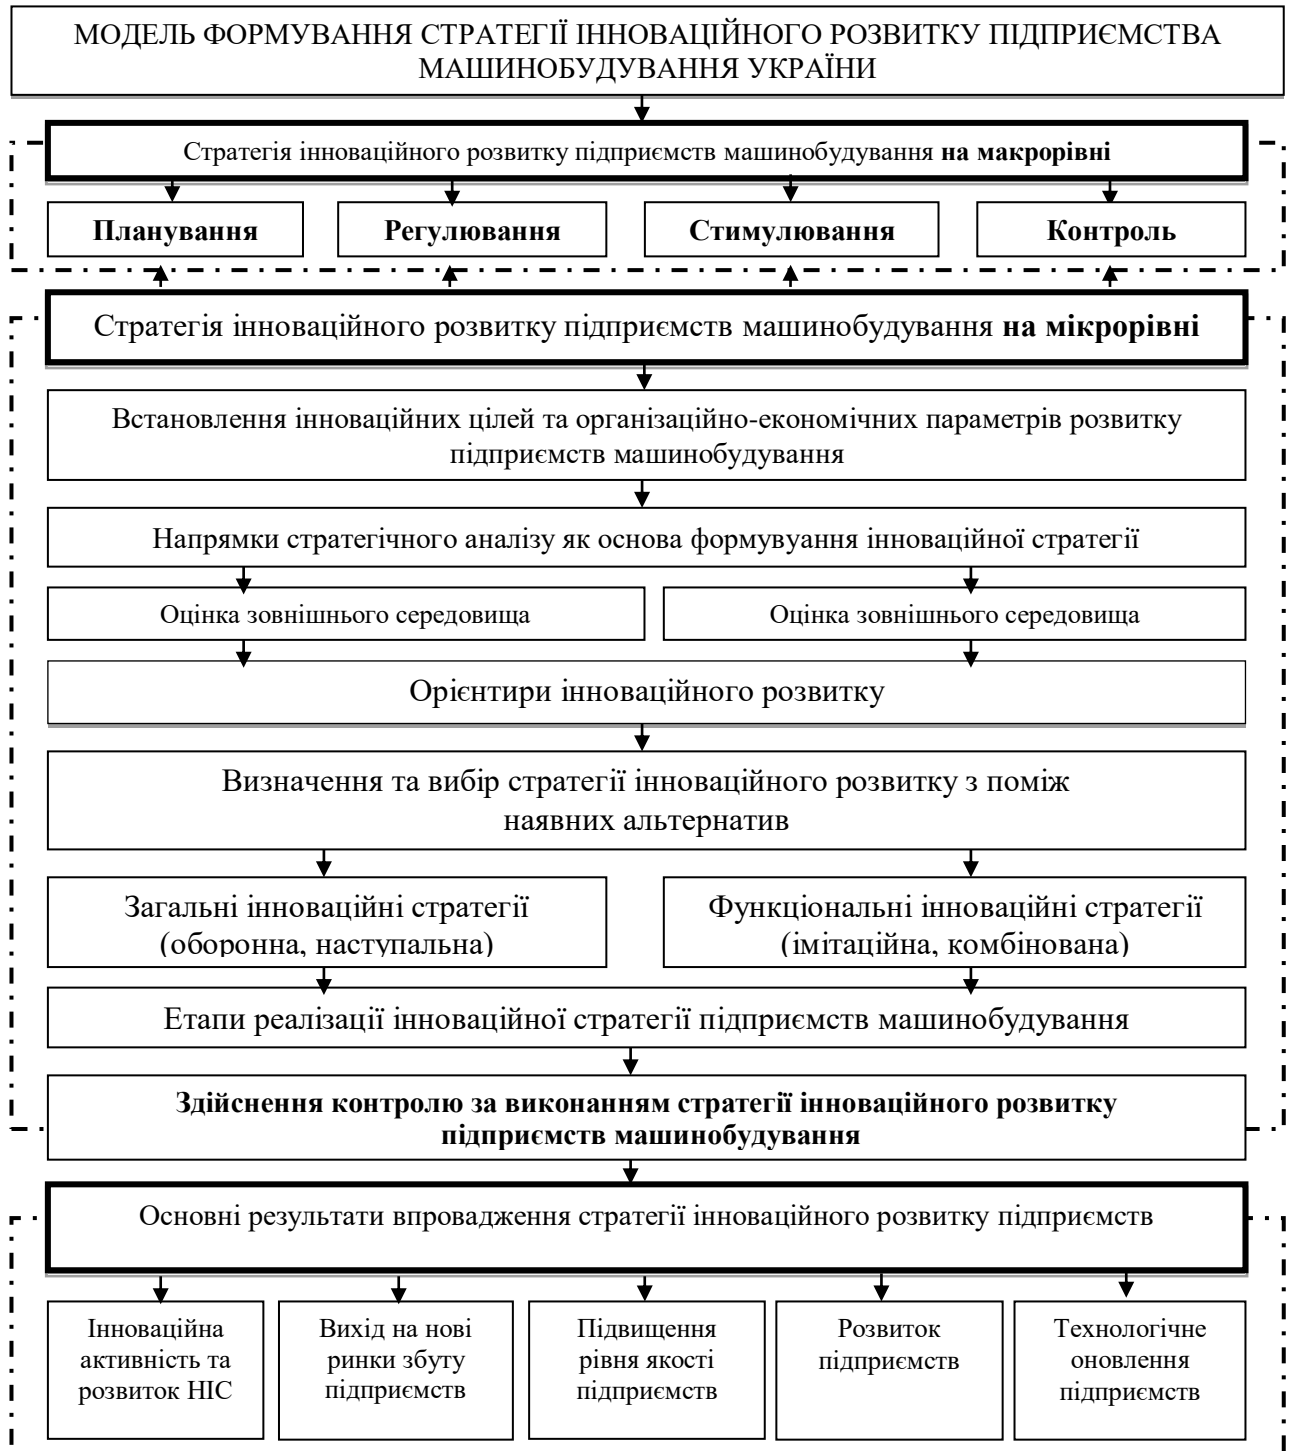 МОДЕЛЬ ФОРМУВАННЯ СТРАТЕГІЇ ІННОВАЦІЙНОГО РОЗВИТКУ ПІДПРИЄМСТВА
МАШИНОБУДУВАННЯ УКРАЇНИ
Стратегія інноваційного розвитку підприємств машинобудування на макрорівні
Планування
Регулювання
Стимулювання
Контроль
Стратегія інноваційного розвитку підприємств машинобудування на мікрорівні
Встановлення інноваційних цілей та організаційно-економічних параметрів розвитку
підприємств машинобудування
Напрямки стратегічного аналізу як основа формувуання інноваційної стратегії
Оцінка зовнішнього середовища
Оцінка зовнішнього середовища
Орієнтири інноваційного розвитку
Визначення та вибір стратегії інноваційного розвитку з поміж
наявних альтернатив
Загальні інноваційні стратегії
(оборонна, наступальна)
Функціональні інноваційні стратегії
(імітаційна, комбінована)
Етапи реалізації інноваційної стратегії підприємств машинобудування
Здійснення контролю за виконанням стратегії інноваційного розвитку
підприємств машинобудування
Основні результати впровадження стратегії інноваційного розвитку підприємств
Інноваційна
активність та
розвиток НІС
Вихід на нові
ринки збуту
підприємств
Підвищення
рівня якості
підприємств
Розвиток
підприємств
Технологічне
оновлення
підприємств